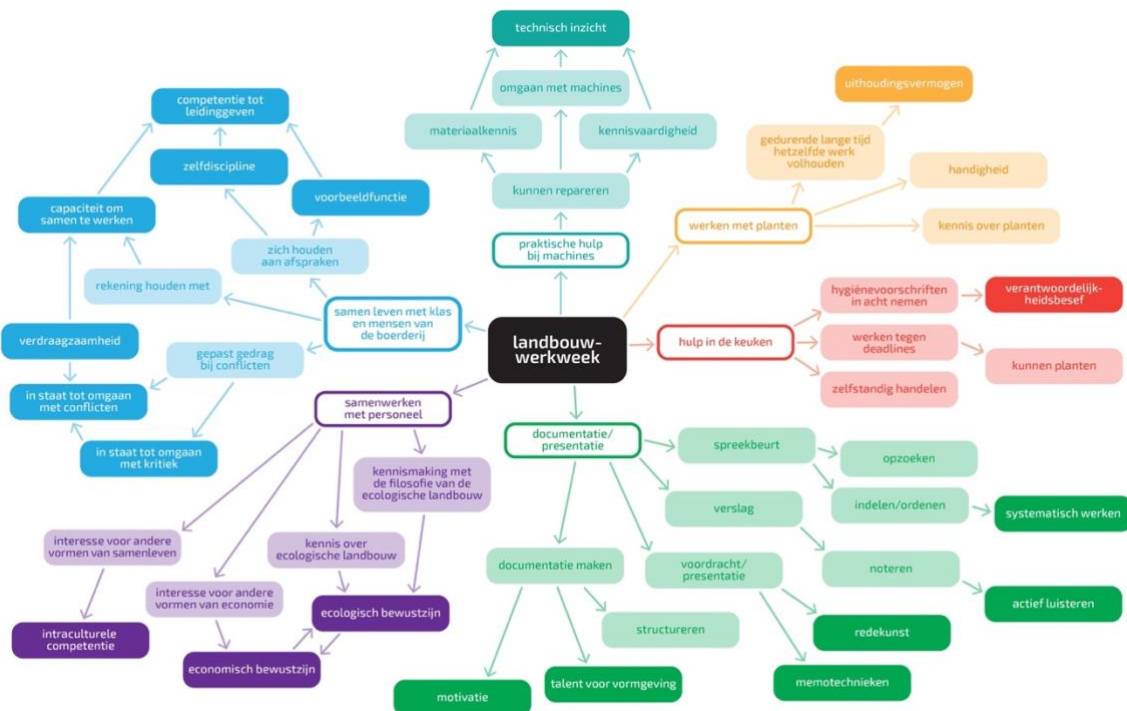 technisch inzicht
omgaan met machines
materiaalkennis
kennisvaardigheid
kunnen repareren
praktische hulp
bij machines
uithoudingsvermogen
gedurende lange tijd
hetzelfde werk
volhouden
handigheid
werken met planten
kennis over planten
competentie tot
leidinggeven
zelfdiscipline
voorbeeldfunctie
capaciteit om
samen te werken
zich houden
aan afspraken
rekening houden met
samen leven met klas
en mensen van
de boerderij
verdraagzaamheid
gepast gedrag
bij conflicten
in staat tot omgaan
met conflicten
in staat tot omgaan
met kritiek
landbouw-
werkweek
hulp in de keuken
hygiënevoorschriften
in acht nemen
verantwoordelijk-
heidsbesef
werken tegen
deadlines
kunnen planten
zelfstandig handelen
samenwerken
met personeel
kennismaking met
de filosofie van de
ecologische landbouw
interesse voor andere
vormen van samenleven
kennis over
ecologische landbouw
interesse voor andere
vormen van economie
ecologisch bewustzijn
intraculturele
competentie
economisch bewustzijn
documentatie/
presentatie
spreekbeurt
opzoeken
indelen/ordenen
systematisch werken
verslag
noteren
actief luisteren
documentatie maken
voordracht/
presentatie
structureren
redekunst
motivatie
talent voor vormgeving
memotechnieken